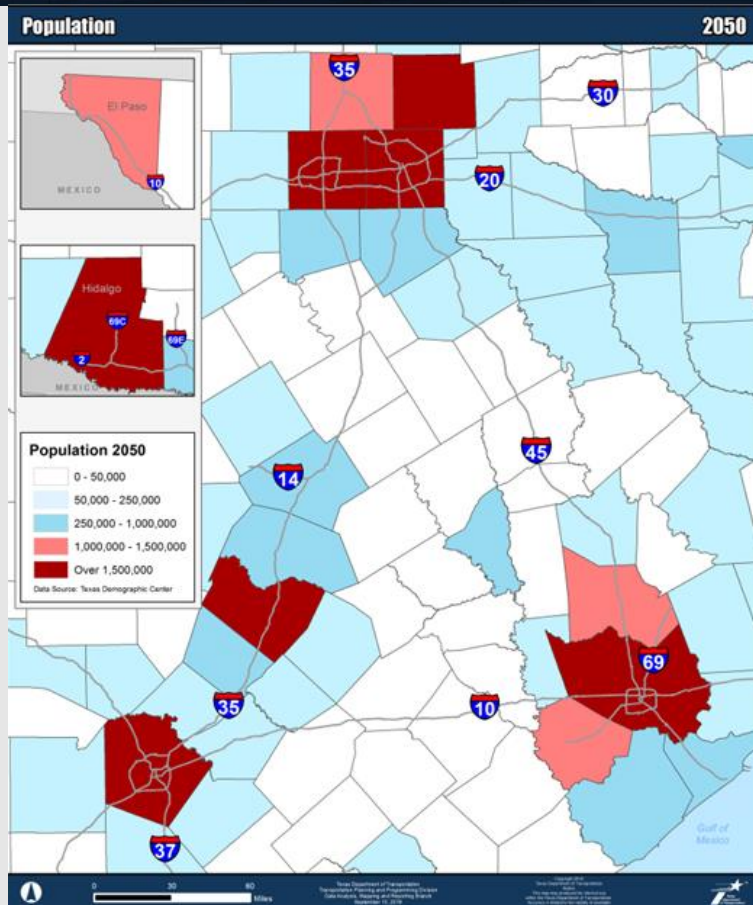 Population
2050
El Paso
10
MEXICO
Hidalgo
69C
69E
2
MEXICO
Population 2050
0 - 50,000
50,000 - 250,000
250,000 - 1,000,000
1,000,000 - 1,500,000
Over 1,500,000
Data Source: Texas Demographic Center
35
30
20
14
45
69
35
10
37
Gulf of
Mexico
0
30
60
Miles
Texas Department of Transportation
Transportation Planning and Programming Division
Data Analysis, Mapping and Reporting Branch